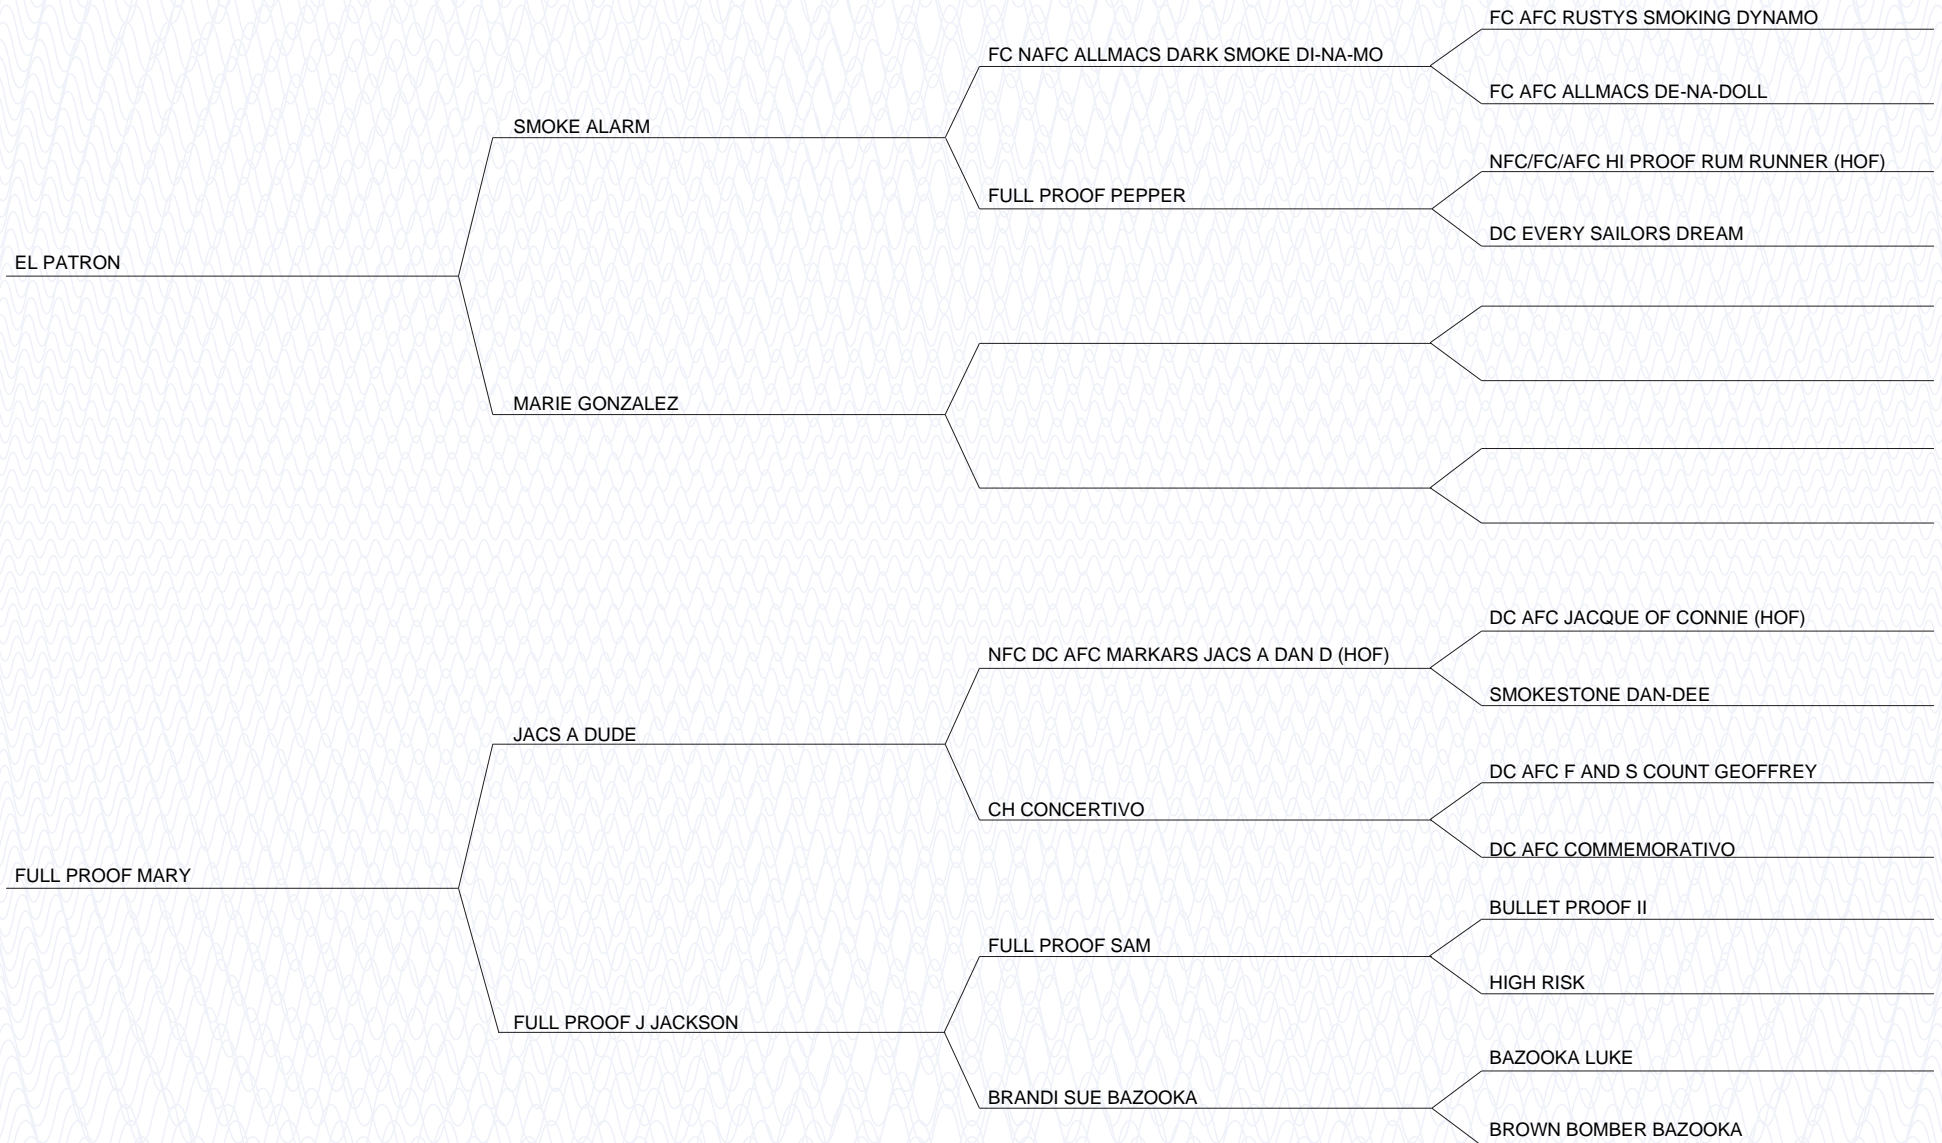 FC AFC RUSTYS SMOKING DYNAMO
FC NAFC ALLMACS DARK SMOKE DI-NA-MO
FC AFC ALLMACS DE-NA-DOLL
SMOKE ALARM
NFC/FC/AFC HI PROOF RUM RUNNER (HOF)
FULL PROOF PEPPER
DC EVERY SAILORS DREAM
EL PATRON
MARIE GONZALEZ
DC AFC JACQUE OF CONNIE (HOF)
NFC DC AFC MARKARS JACS A DAN D (HOF)
SMOKESTONE DAN-DEE
JACS A DUDE
DC AFC F AND S COUNT GEOFFREY
CH CONCERTIVO
DC AFC COMMEMORATIVO
FULL PROOF MARY
BULLET PROOF II
FULL PROOF SAM
HIGH RISK
FULL PROOF J JACKSON
BAZOOKA LUKE
BRANDI SUE BAZOOKA
BROWN BOMBER BAZOOKA